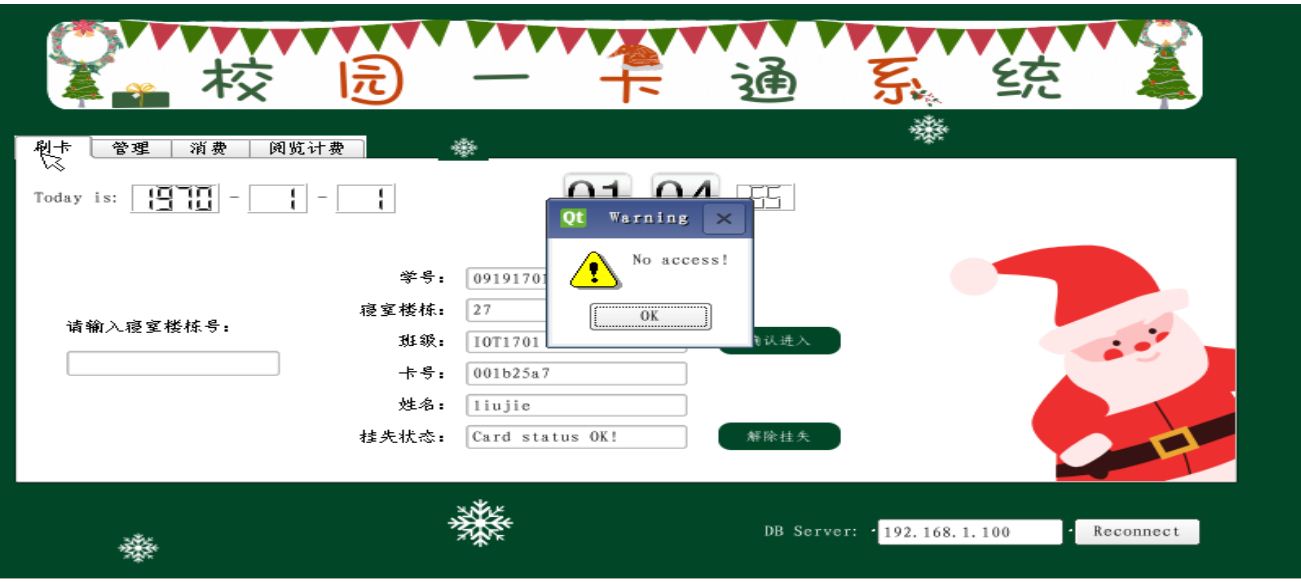 校园一卡通系统
刷卡 管理 消费 阅览计费
Today is: 1970 - 1 - 1
01 04 55
Qt Warning
No access!
OK
学号: 09191701
寝室楼栋: 27
请输入寝室楼栋号:
班级: IOT1701
确认进入
卡号: 001b25a7
姓名: liujie
挂失状态: Card status OK!
解除挂失
DB Server: 192.168.1.100 Reconnect